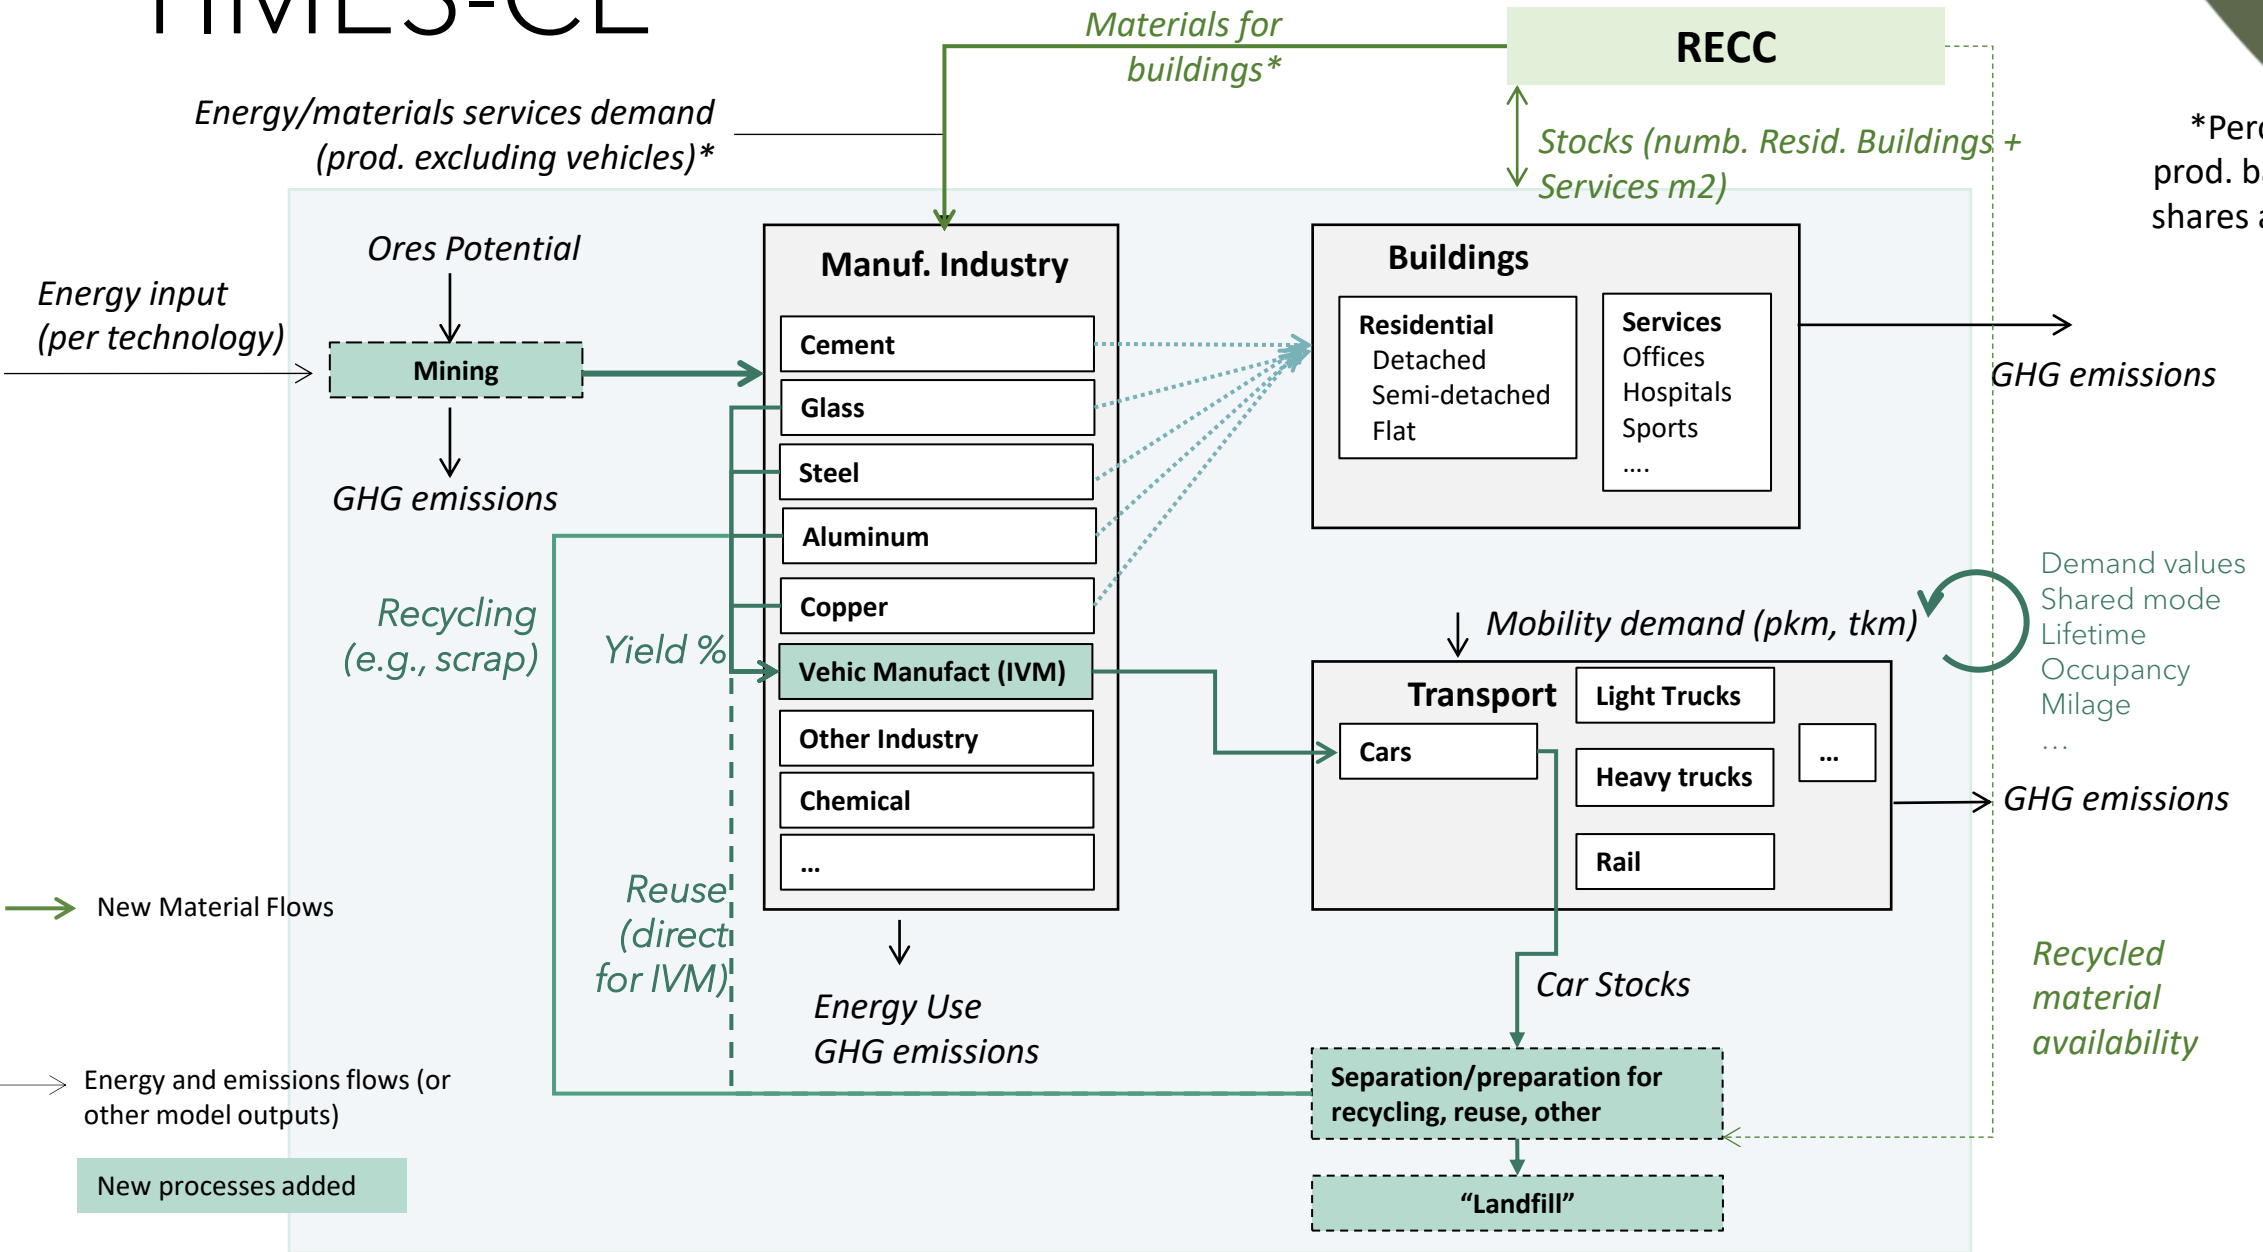 TIMES-CE
Materials for
buildings*
RECC
Energy/materials services demand
(prod. excluding vehicles)*
Stocks (numb. Resid. Buildings +
Services m2)
prod.
shares
Ores Potential
Energy input
(per technology)
Mining
GHG emissions
Manuf. Industry
Cement
Glass
Steel
Aluminum
Copper
Vehic Manufact (IVM)
Other Industry
Chemical
...
Buildings
Residential
Detached
Semi-detached
Flat
Services
Offices
Hospitals
Sports
....
GHG emissions
Recycling
(e.g., scrap)
Yield %
Reuse
(direct
for IVM)
Energy Use
GHG emissions
Mobility demand (pkm, tkm)
Transport
Cars
Light Trucks
Heavy trucks
Rail
...
Demand values
Shared mode
Lifetime
Occupancy
Milage
...
GHG emissions
Car Stocks
Recycled
material
availability
Separation/preparation for
recycling, reuse, other
“Landfill”
New Material Flows
Energy and emissions flows (or
other model outputs)
New processes added